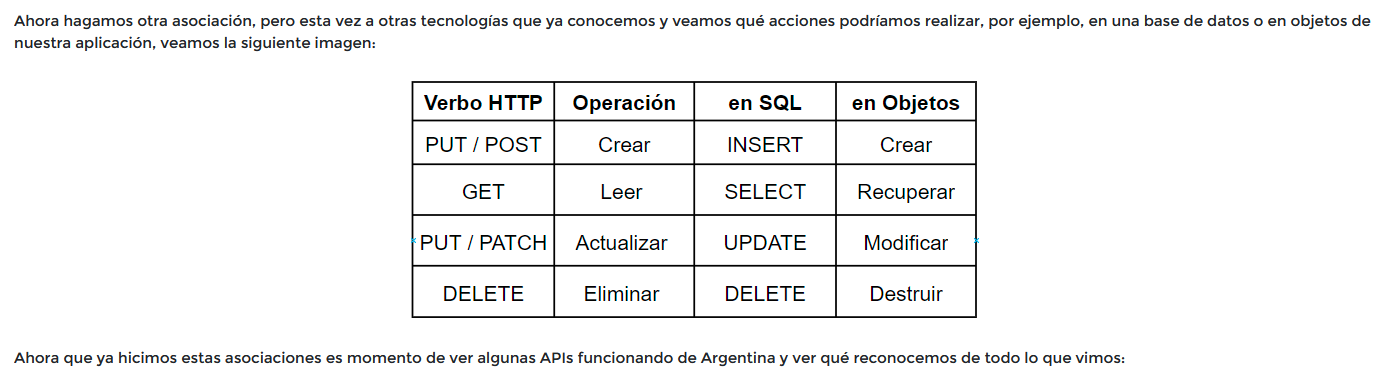 Ahora hagamos otra asociación, pero esta vez a otras tecnologías que ya conocemos y veamos qué acciones podríamos realizar, por ejemplo, en una base de datos o en objetos de
nuestra aplicación, veamos la siguiente imagen:
Verbo HTTP Operación en SQL en Objetos
PUT / POST Crear INSERT Crear
GET Leer SELECT Recuperar
PUT / PATCH Actualizar UPDATE Modificar
DELETE Eliminar DELETE Destruir
Ahora que ya hicimos estas asociaciones es momento de ver algunas APIs funcionando de Argentina y ver qué reconocemos de todo lo que vimos: